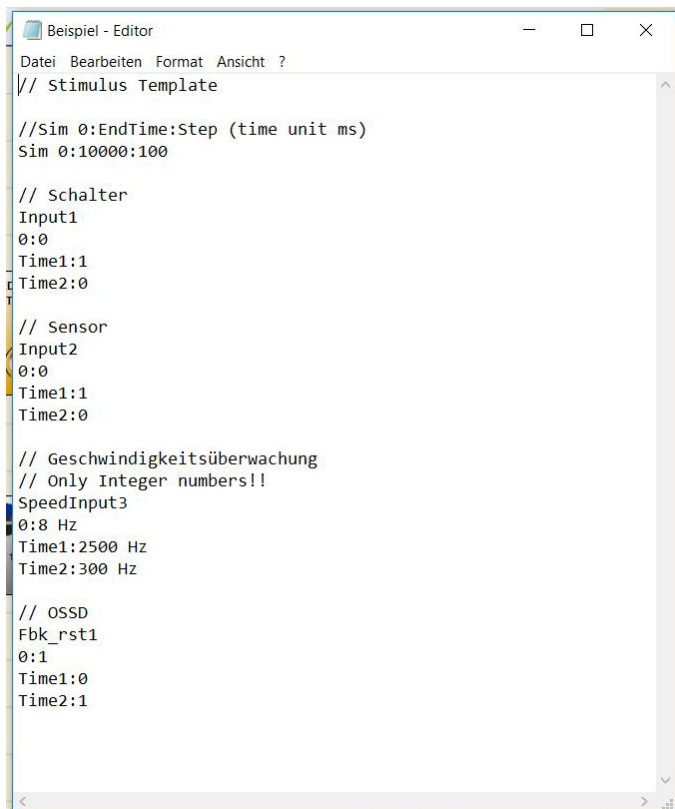 Beispiel - Editor
Datei Bearbeiten Format Ansicht ?
// Stimulus Template
//Sim 0:EndTime:Step (time unit ms)
Sim 0:10000:100
// Schalter
Input1
0:0
Time1:1
Time2:0
// Sensor
Input2
0:0
Time1:1
Time2:0
// Geschwindigkeitsüberwachung
// Only Integer numbers!!
SpeedInput3
0:8 Hz
Time1:2500 Hz
Time2:300 Hz
// OSSD
Fbk_rst1
0:1
Time1:0
Time2:1